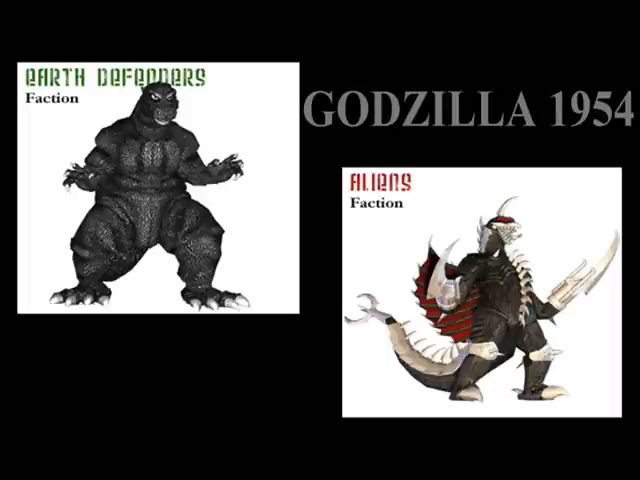 EARTH DEFENDERS
Faction
GODZILLA 1954
ALIENS
Faction